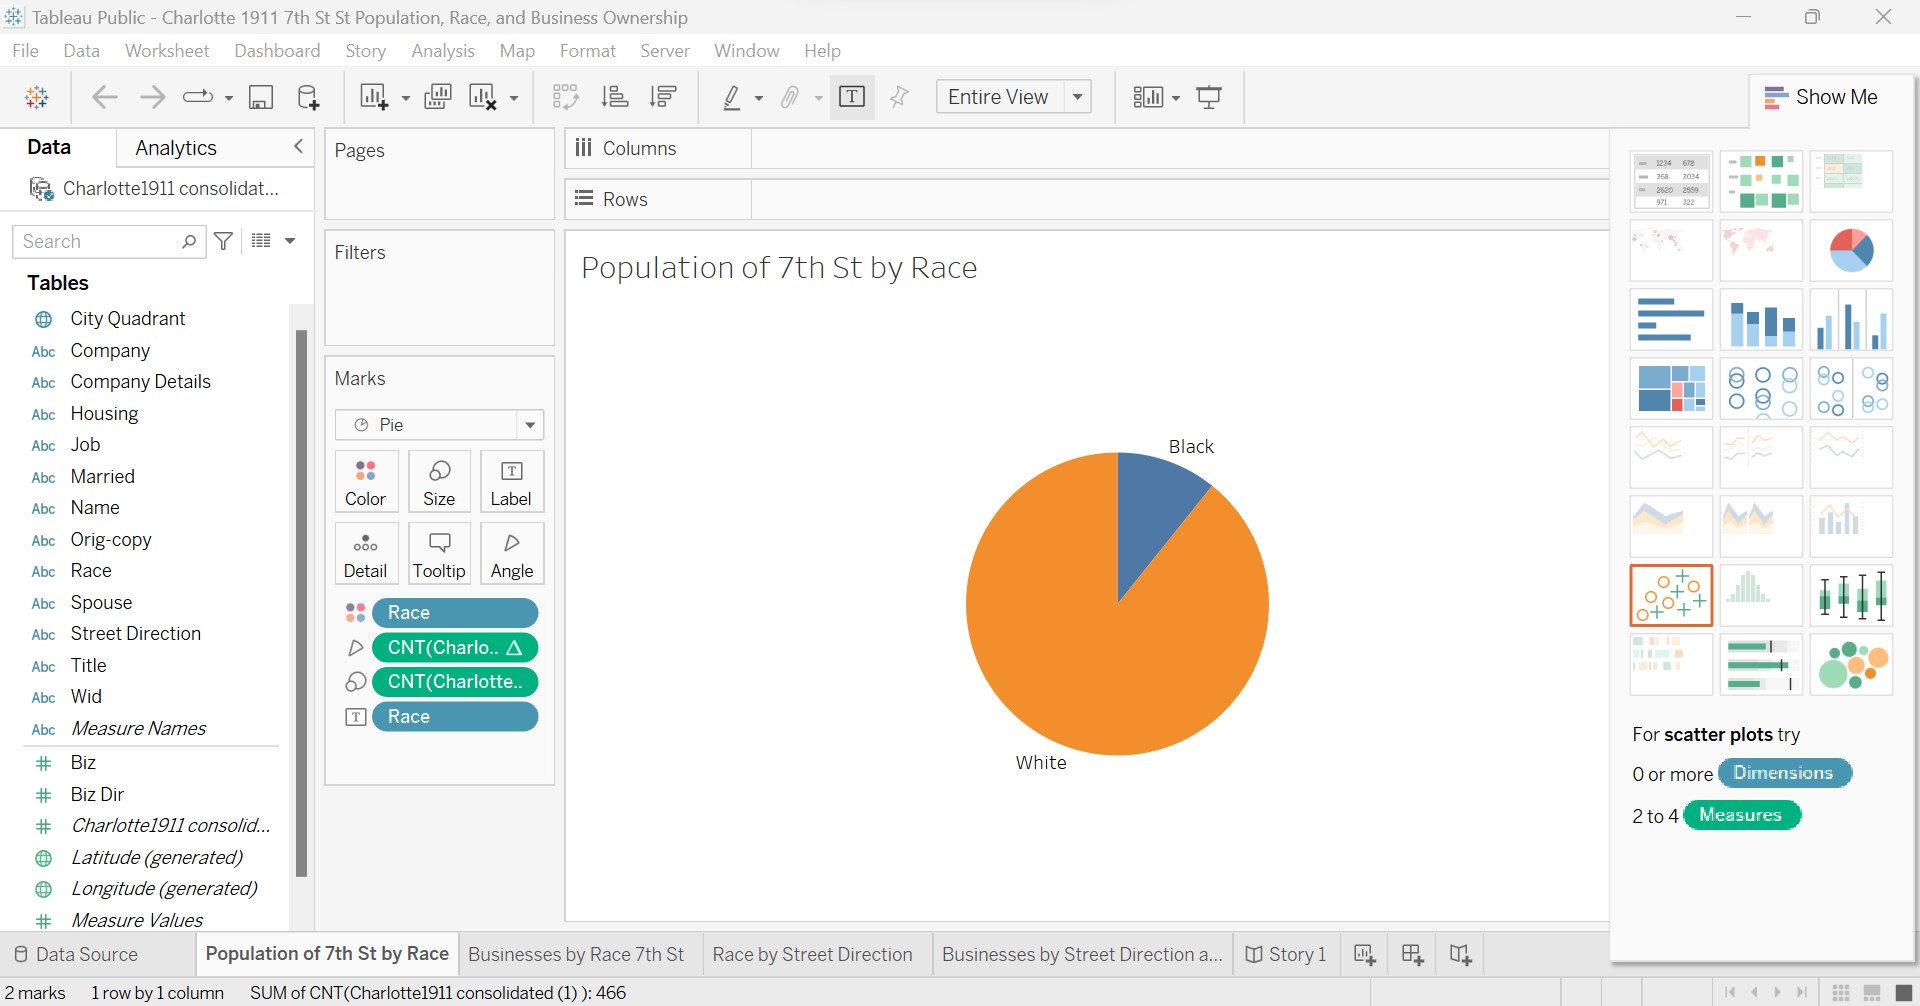 Tableau Public - Charlotte 1911 7th St St Population, Race, and Business Ownership
File Data Worksheet Dashboard Story Analysis Map Format Server Window Help
Entire View
Show Me
Data Analytics
Charlotte1911 consolidat...
Search
Tables
City Quadrant
Abc Company
Abc Company Details
Abc Housing
Abc Job
Abc Married
Abc Name
Abc Orig-copy
Abc Race
Abc Spouse
Abc Street Direction
Abc Title
Abc Wid
Abc Measure Names
Biz
Biz Dir
Charlotte1911 consolid...
Latitude (generated)
Longitude (generated)
Measure Values
Pages
Filters
Marks
Pie
Color Size Label
Detail Tooltip Angle
Race
CNT(Charlo..
CNT(Charlotte..
Race
Columns
Rows
Population of 7th St by Race
Black
White
1234 678
368 3034
2620 2559
971 322
For scatter plots try
0 or more Dimensions
2 to 4 Measures
Data Source Population of 7th St by Race Businesses by Race 7th St Race by Street Direction Businesses by Street Direction a... Story 1
2 marks 1 row by 1 column SUM of CNT(Charlotte1911 consolidated (1) ): 466